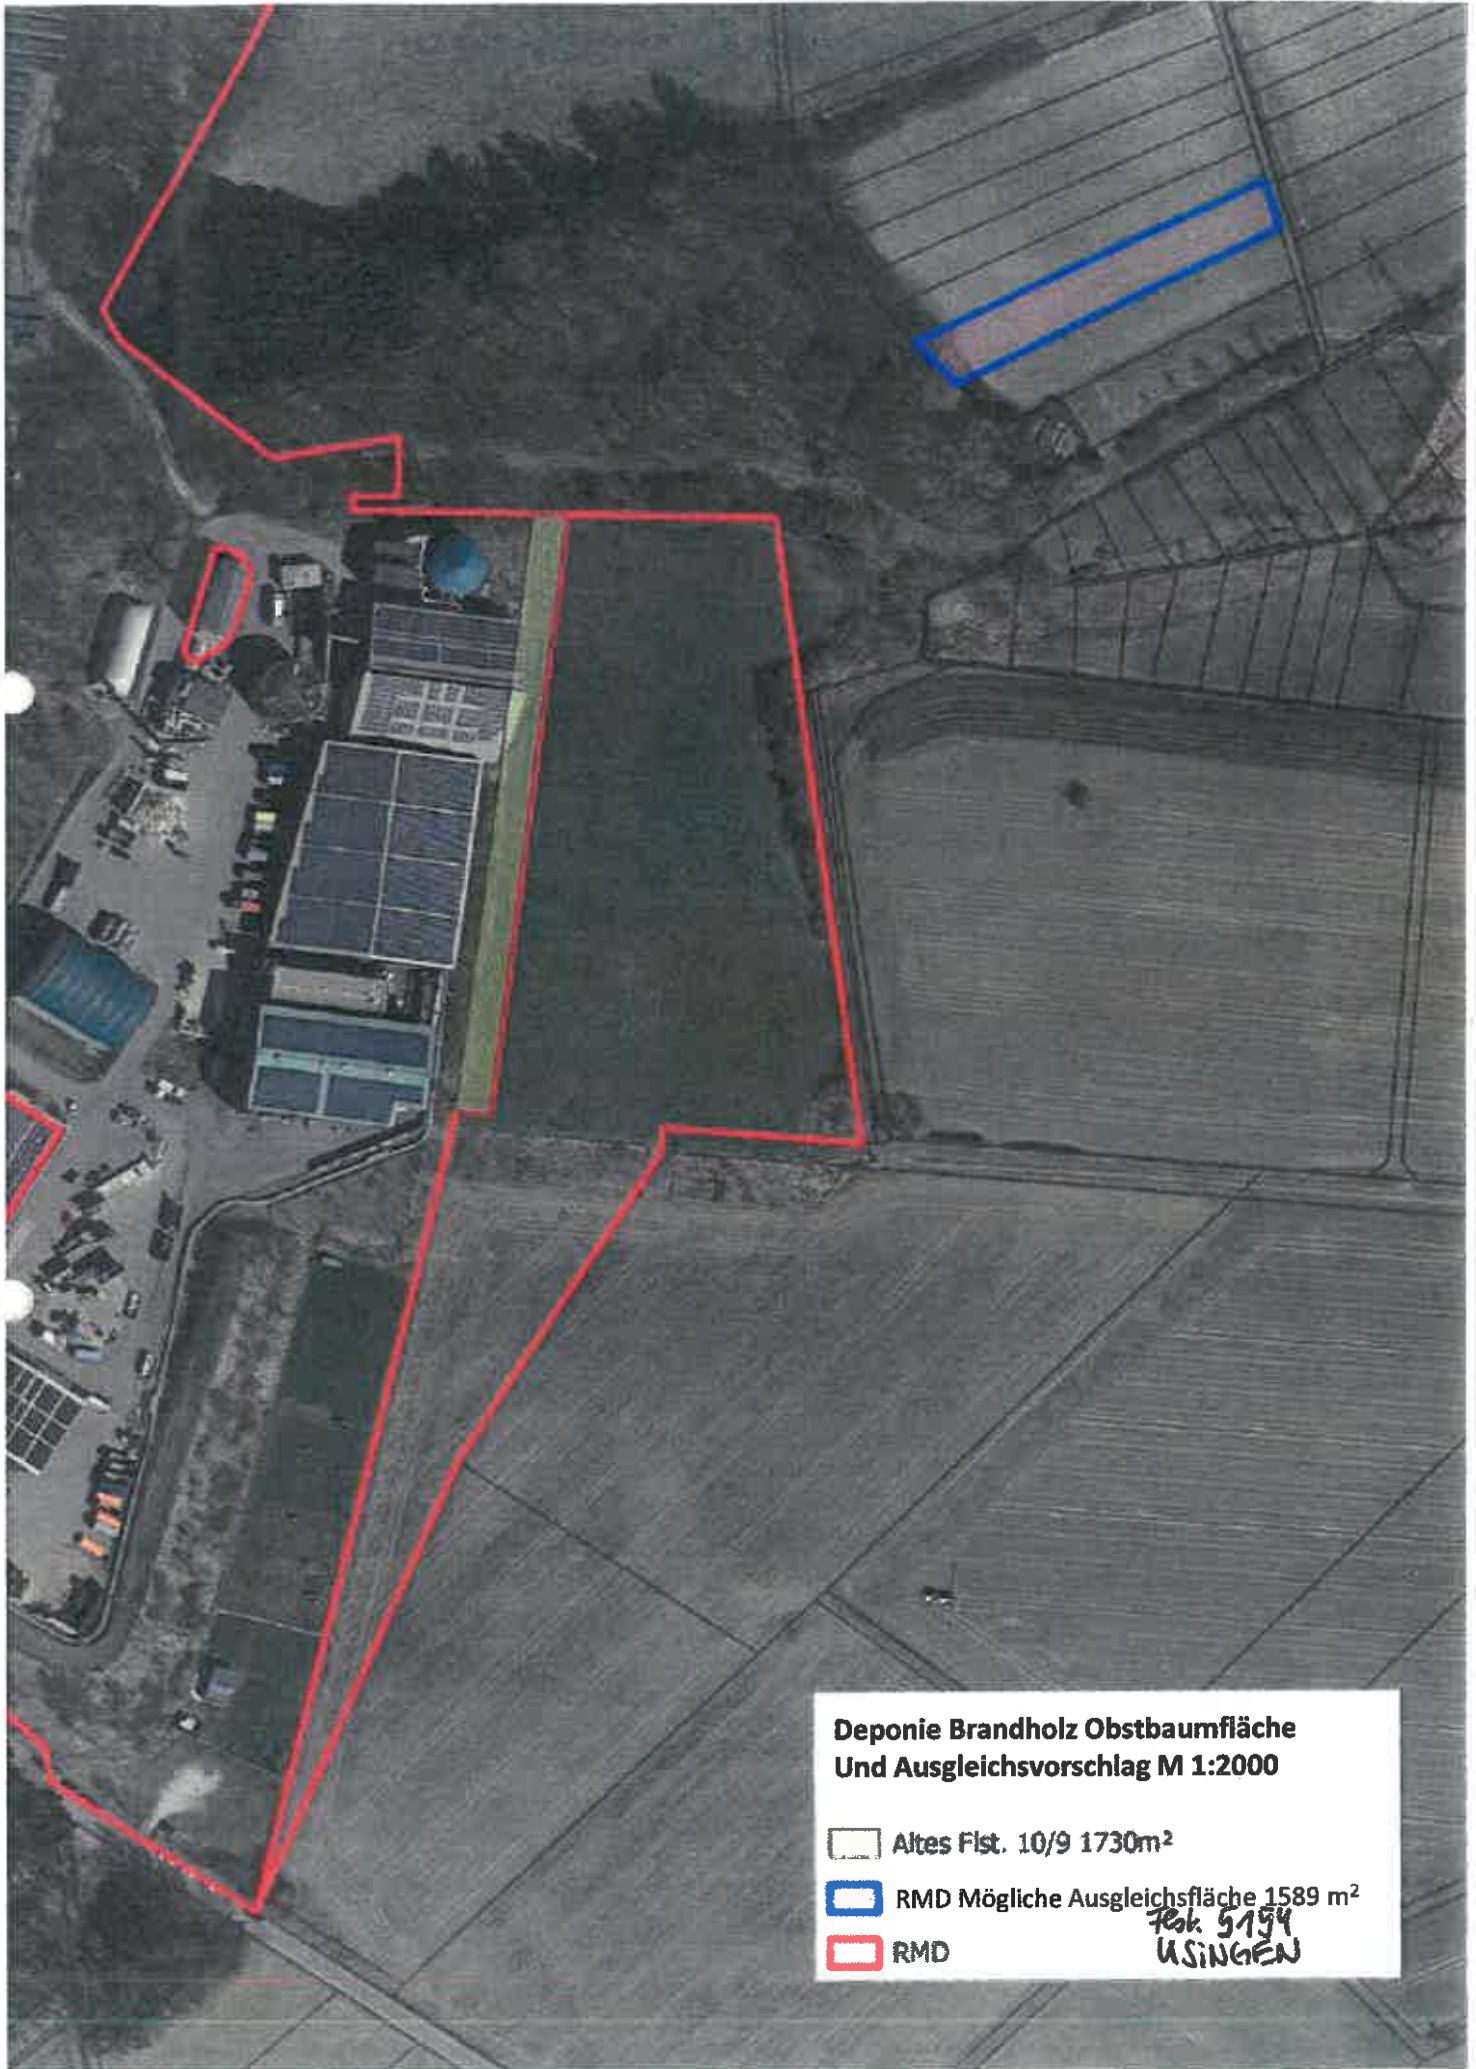 Deponie Brandholz Obstbaumfläche
Und Ausgleichsvorschlag M 1:2000
Altes Flst. 10/9 1730m²
RMD Mögliche Ausgleichsfläche 1589 m²
Flst. 5194
USINGEN
RMD